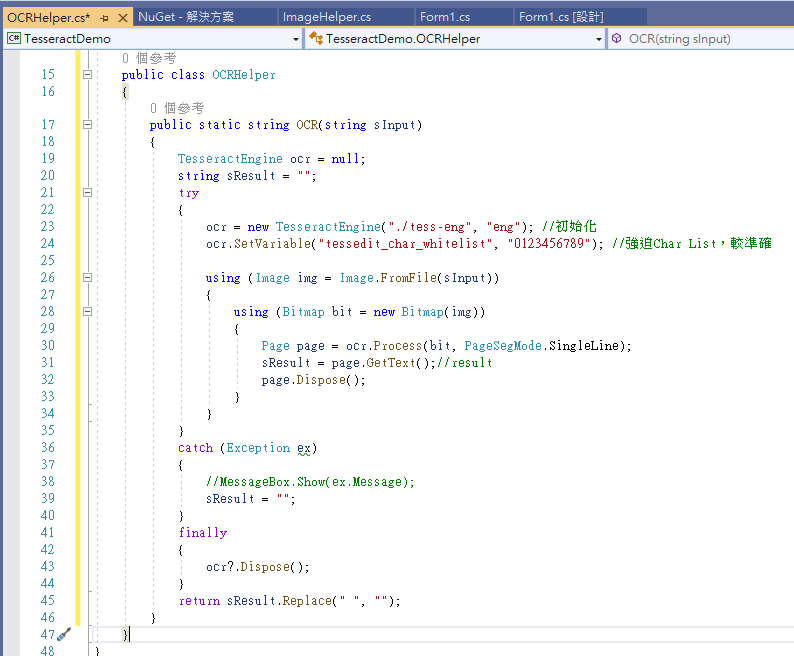 OCRHelper.cs* NuGet - 解決方案 ImageHelper.cs Form1.cs Form1.cs [設計]
C# TesseractDemo TesseractDemo.OCRHelper OCR(string sInput)
0 個參考
15 public class OCRHelper
16 {
0 個參考
17 public static string OCR(string sInput)
18 {
19 TesseractEngine ocr = null;
20 string sResult = "";
21 try
22 {
23 ocr = new TesseractEngine("./tess-eng", "eng"); //初始化
24 ocr.SetVariable("tessedit_char_whitelist", "0123456789"); //強迫Char List，較準確
25
26 using (Image img = Image.FromFile(sInput))
27 {
28 using (Bitmap bit = new Bitmap(img))
29 {
30 Page page = ocr.Process(bit, PageSegMode.SingleLine);
31 sResult = page.GetText();//result
32 page.Dispose();
33 }
34 }
35 }
36 catch (Exception ex)
37 {
38 //MessageBox.Show(ex.Message);
39 sResult = "";
40 }
41 finally
42 {
43 ocr?.Dispose();
44 }
45 return sResult.Replace(" ", "");
46 }
47 }
48 }